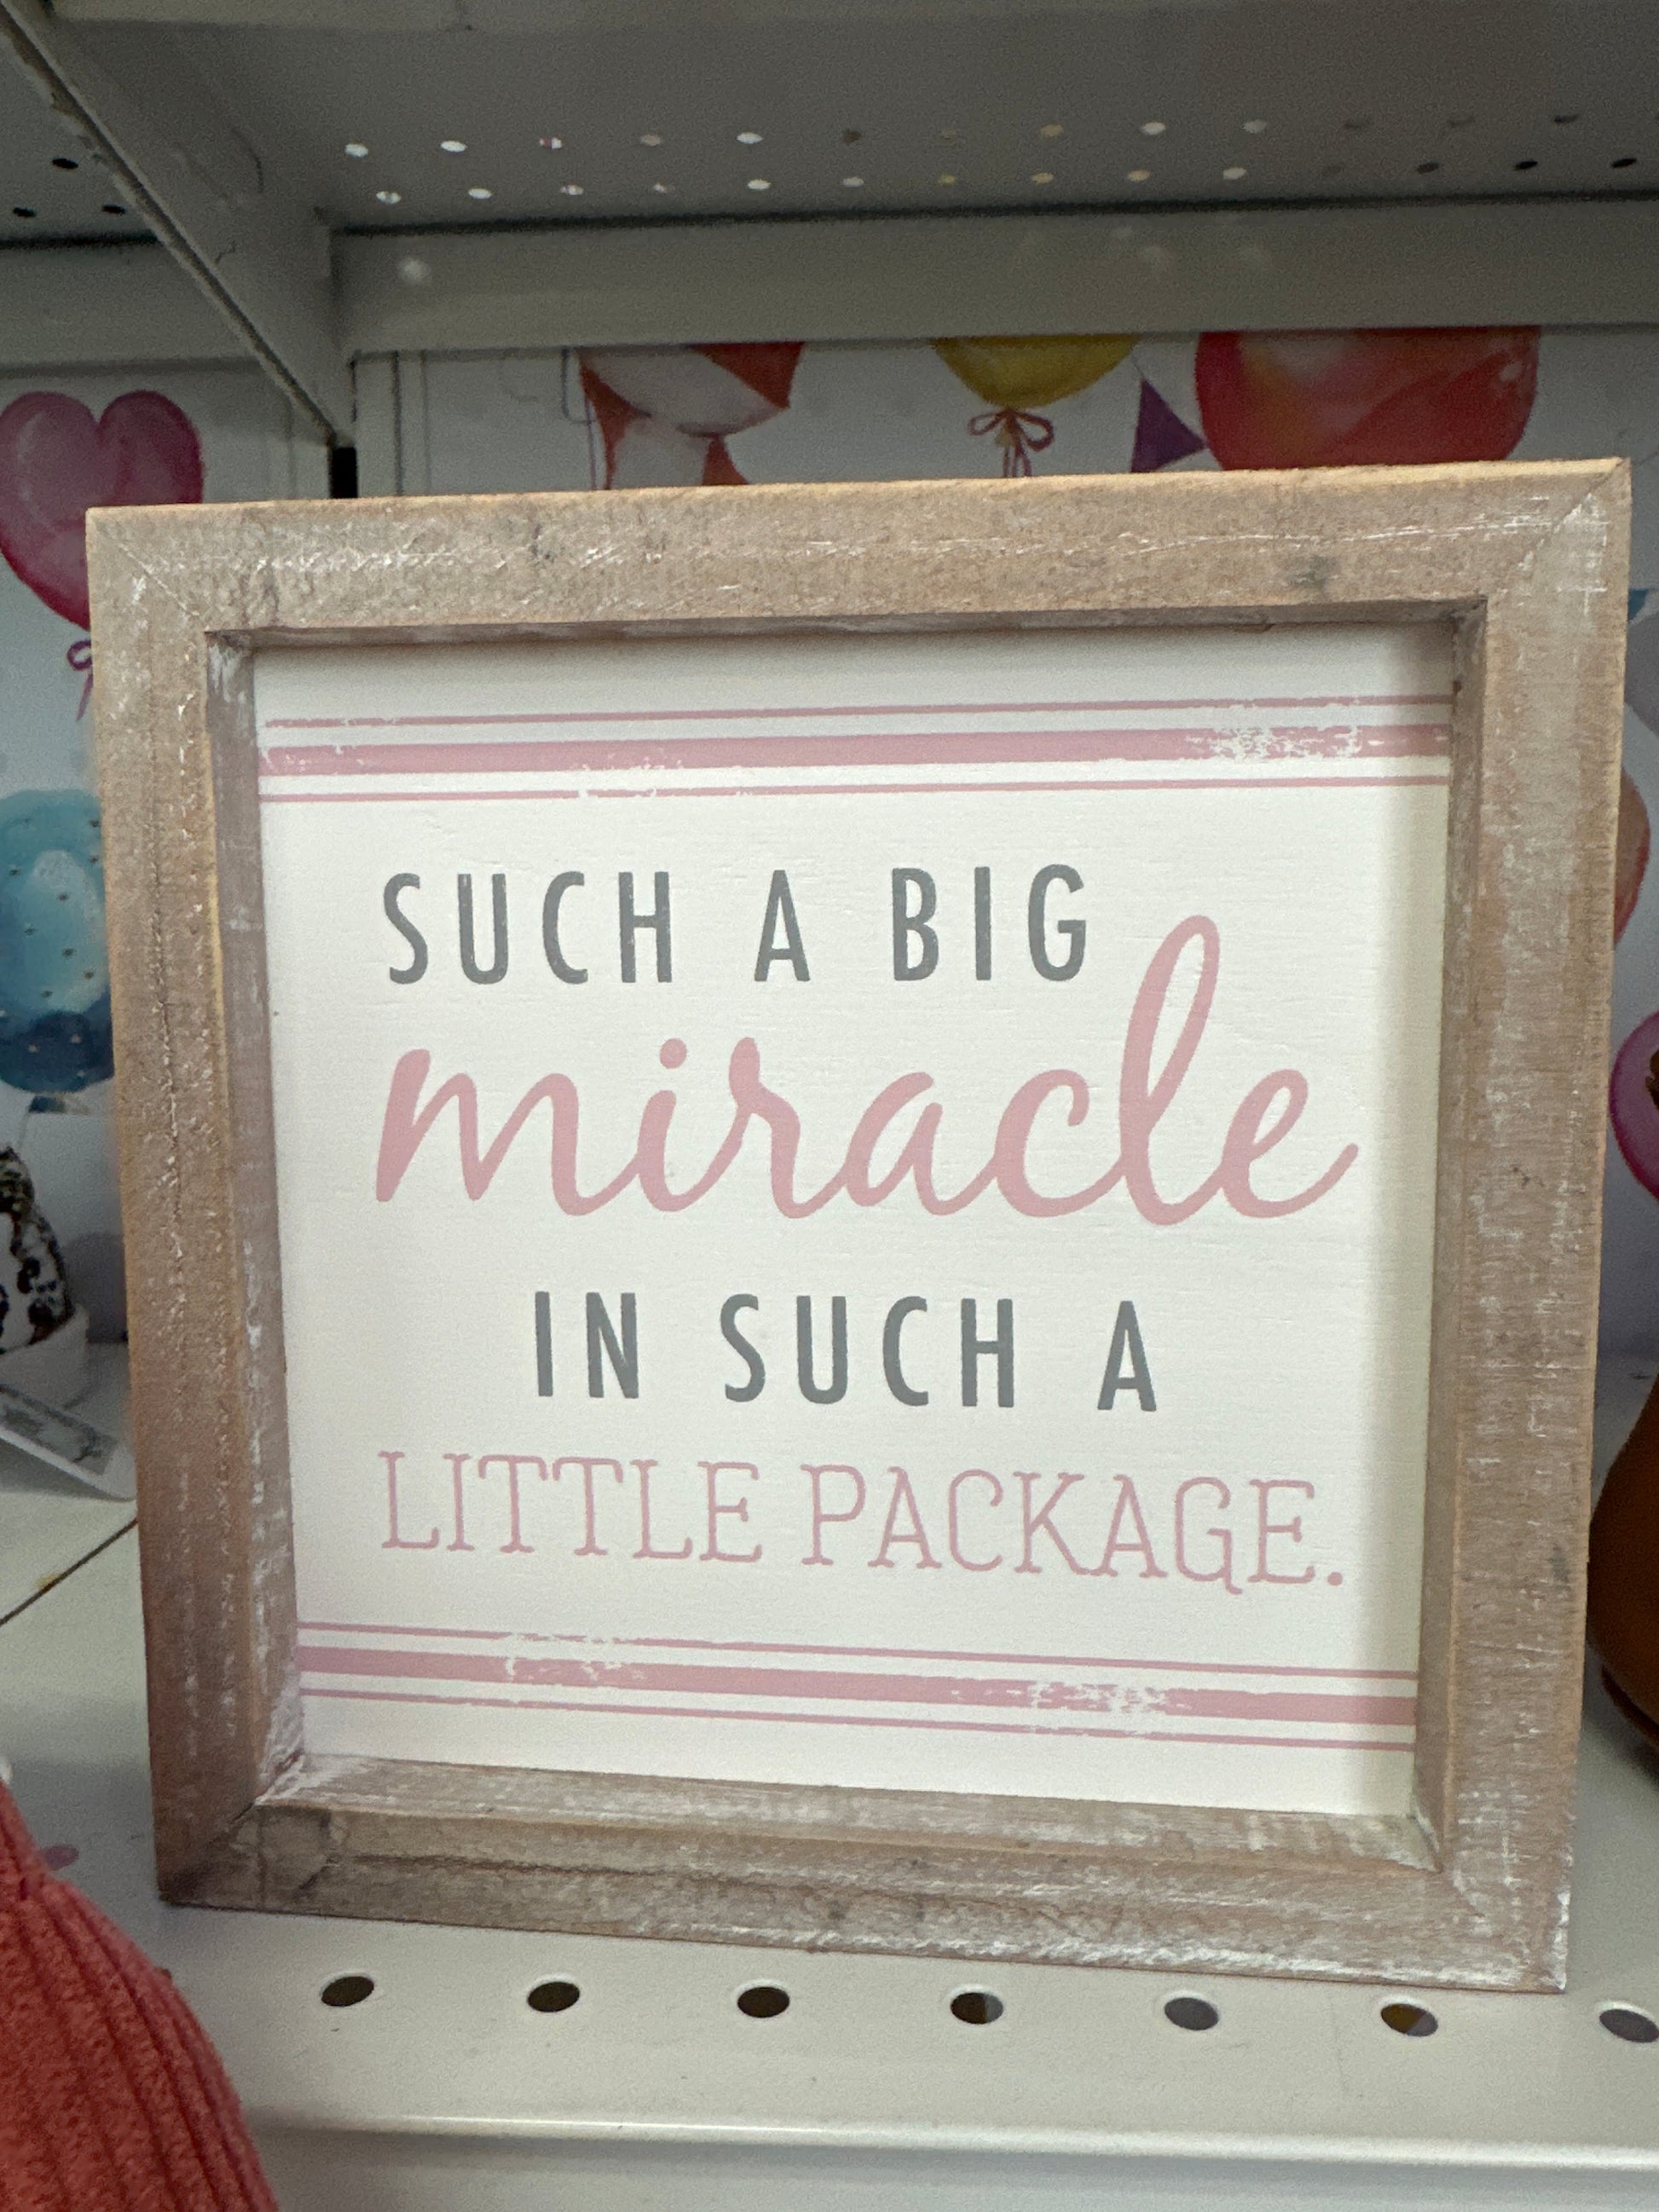 SUCH A BIG
miracle
IN SUCH A
LITTLE PACKAGE.